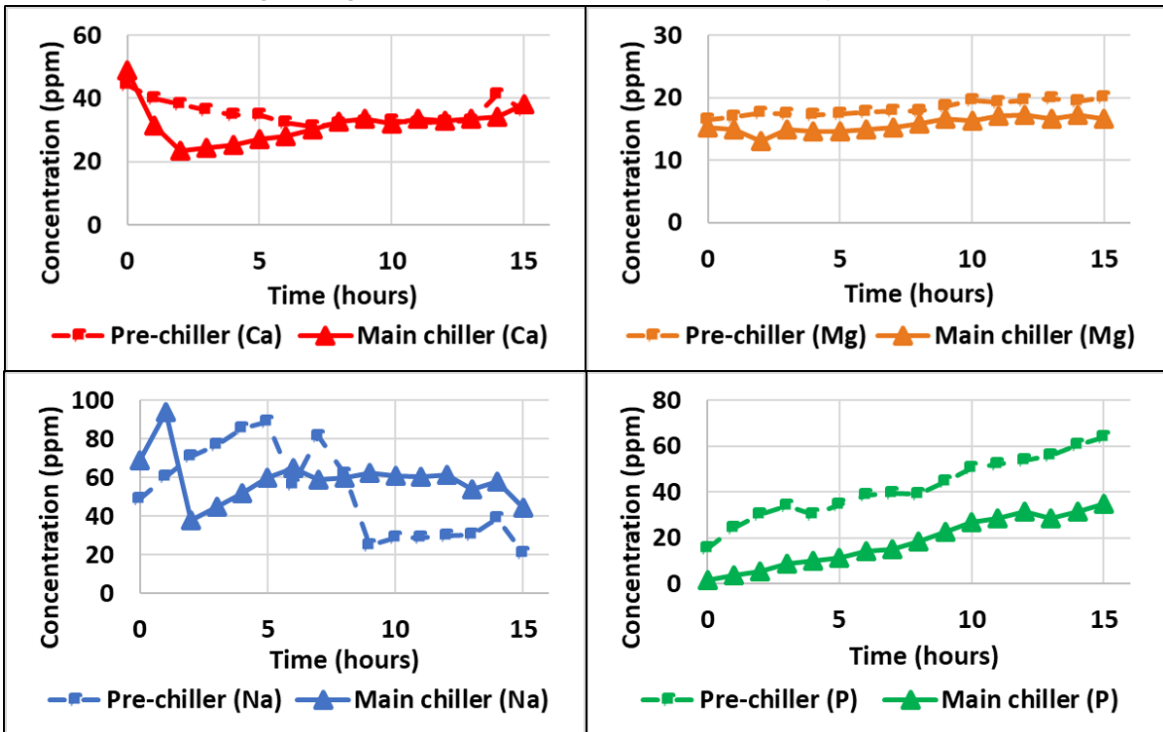 Concentration (ppm)
60
40
20
0
0 5 10 15
Time (hours)
Pre-chiller (Ca) Main chiller (Ca)
Concentration (ppm)
30
20
10
0
0 5 10 15
Time (hours)
Pre-chiller (Mg) Main chiller (Mg)
Concentration (ppm)
100
80
60
40
20
0
0 5 10 15
Time (hours)
Pre-chiller (Na) Main chiller (Na)
Concentration (ppm)
80
60
40
20
0
0 5 10 15
Time (hours)
Pre-chiller (P) Main chiller (P)